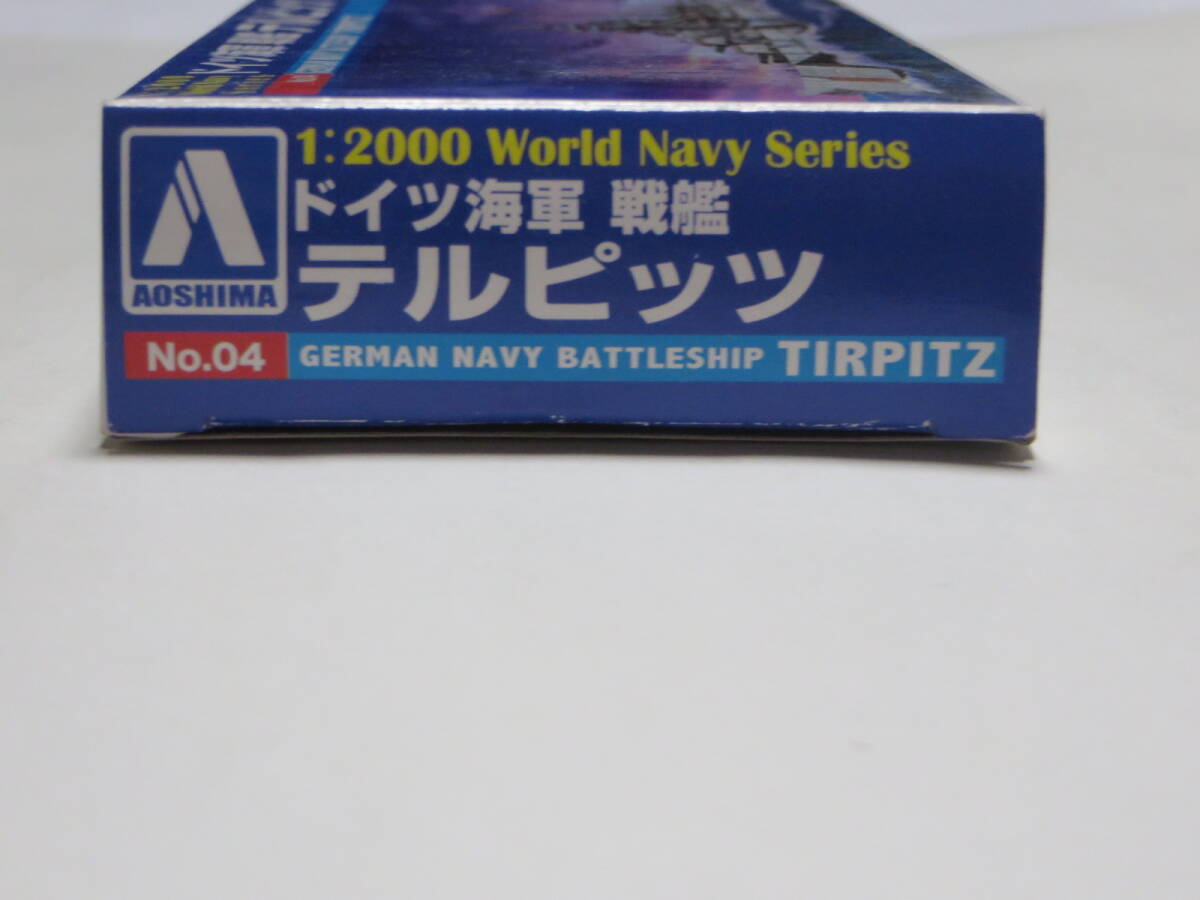 1:2000 World Navy Series
ドイツ海軍 戦艦
テルピッツ
AOSHIMA
No.04 GERMAN NAVY BATTLESHIP TIRPITZ